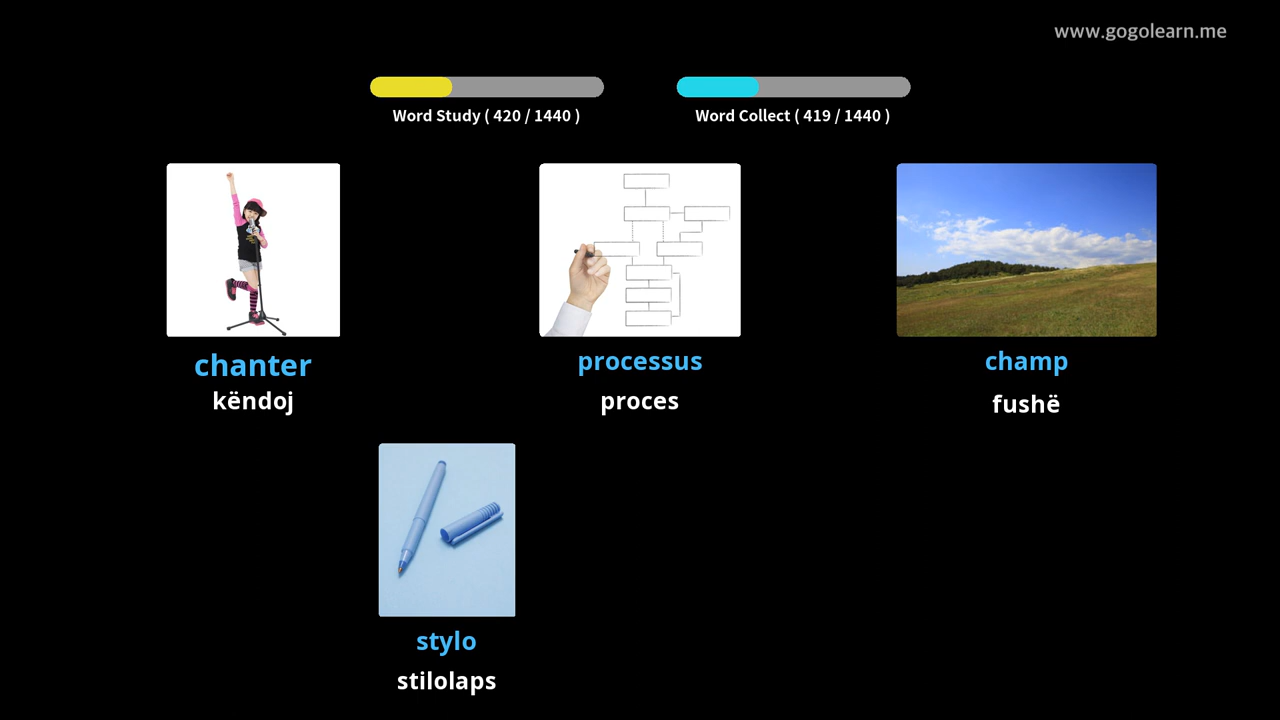 www.gogolearn.me
Word Study ( 420 / 1440 )
Word Collect ( 419 / 1440 )
chanter
këndoj
processus
proces
champ
fushë
stylo
stilolaps